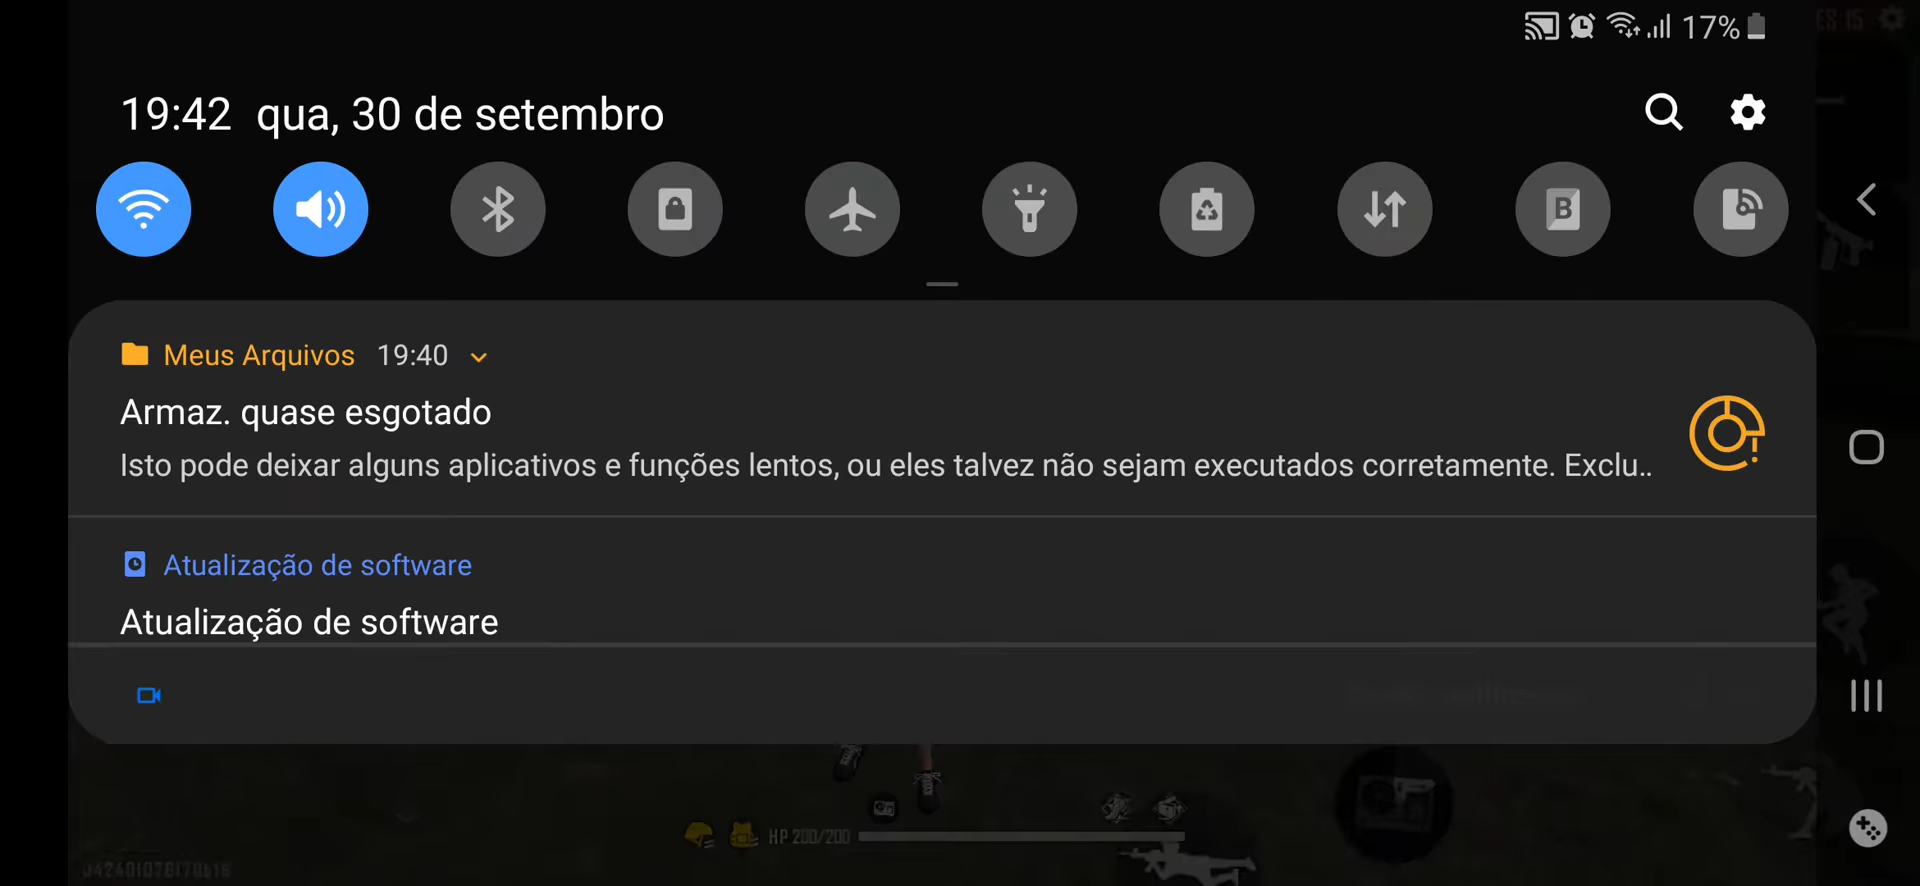 17%
19:42 qua, 30 de setembro
B
Meus Arquivos 19:40
Armaz. quase esgotado
Isto pode deixar alguns aplicativos e funções lentos, ou eles talvez não sejam executados corretamente. Exclu..
Atualização de software
Atualização de software
HP 200/200